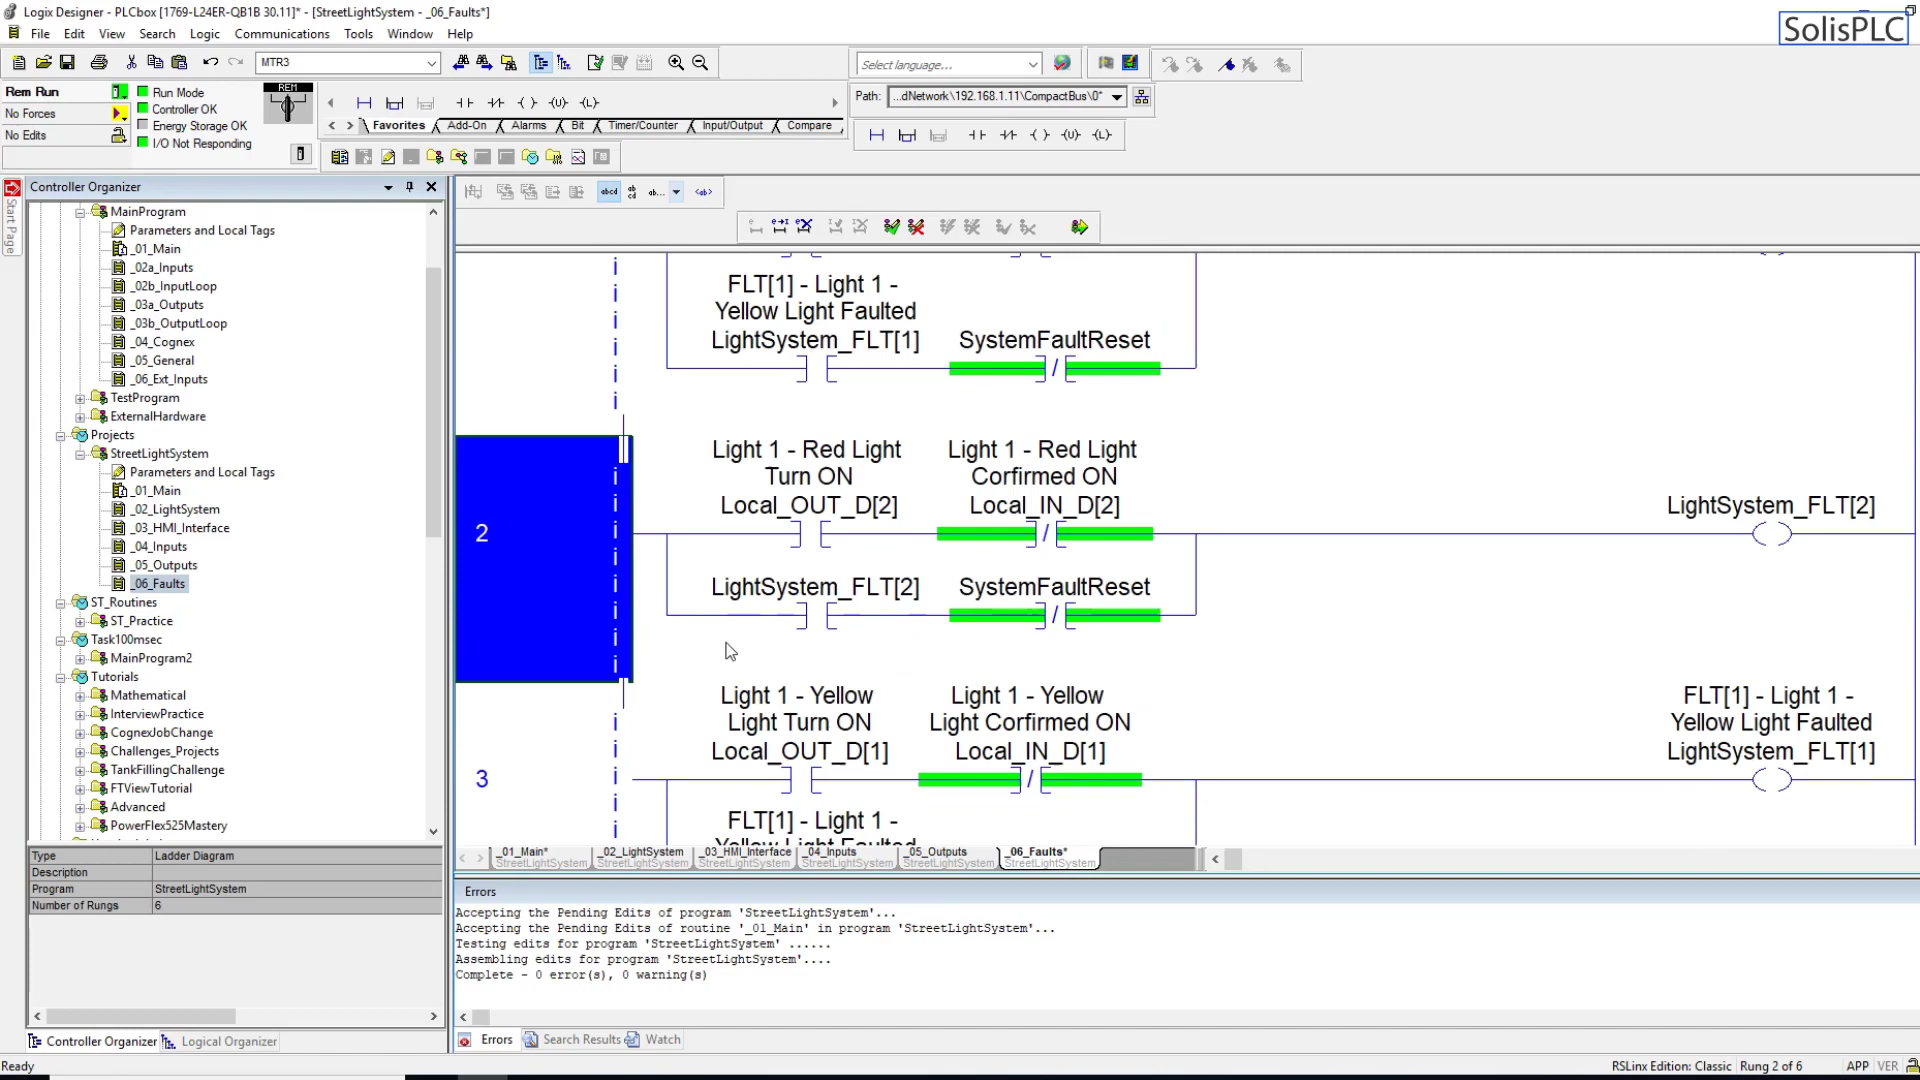 Logix Designer - PLCbox [1769-L24ER-QB1B 30.11]* - [StreetLightSystem - _06_Faults*]
SolisPLC
File Edit View Search Logic Communications Tools Window Help
MTR3
Select language...
Rem Run
No Forces
No Edits
Run Mode
Controller OK
Energy Storage OK
I/O Not Responding
REM
Path: ...dNetwork\192.168.1.11\CompactBus\0*
Favorites Add-On Alarms Bit Timer/Counter Input/Output Compare
Start Page
Controller Organizer
MainProgram
Parameters and Local Tags
_01_Main
_02a_Inputs
_02b_InputLoop
_03a_Outputs
_03b_OutputLoop
_04_Cognex
_05_General
_06_Ext_Inputs
TestProgram
ExternalHardware
Projects
StreetLightSystem
Parameters and Local Tags
_01_Main
_02_LightSystem
_03_HMI_Interface
_04_Inputs
_05_Outputs
_06_Faults
ST_Routines
ST_Practice
Task100msec
MainProgram2
Tutorials
Mathematical
InterviewPractice
CognexJobChange
Challenges_Projects
TankFillingChallenge
FTViewTutorial
Advanced
PowerFlex525Mastery
Type Ladder Diagram
Description
Program StreetLightSystem
Number of Rungs 6
Controller Organizer Logical Organizer
FLT[1] - Light 1 -
Yellow Light Faulted
LightSystem_FLT[1] SystemFaultReset
2
Light 1 - Red Light
Turn ON
Local_OUT_D[2]
Light 1 - Red Light
Corfirmed ON
Local_IN_D[2]
LightSystem_FLT[2]
LightSystem_FLT[2] SystemFaultReset
3
Light 1 - Yellow
Light Turn ON
Local_OUT_D[1]
Light 1 - Yellow
Light Corfirmed ON
Local_IN_D[1]
FLT[1] - Light 1 -
Yellow Light Faulted
LightSystem_FLT[1]
FLT[1] - Light 1 -
Yellow Light Faulted
_01_Main* _02_LightSystem _03_HMI_Interface _04_Inputs _05_Outputs _06_Faults*
StreetLightSystem StreetLightSystem StreetLightSystem StreetLightSystem StreetLightSystem StreetLightSystem
Errors
Accepting the Pending Edits of program 'StreetLightSystem'...
Accepting the Pending Edits of routine '_01_Main' in program 'StreetLightSystem'...
Testing edits for program 'StreetLightSystem' ......
Assembling edits for program 'StreetLightSystem'....
Complete - 0 error(s), 0 warning(s)
Errors Search Results Watch
Ready
RSLinx Edition: Classic Rung 2 of 6 APP VER